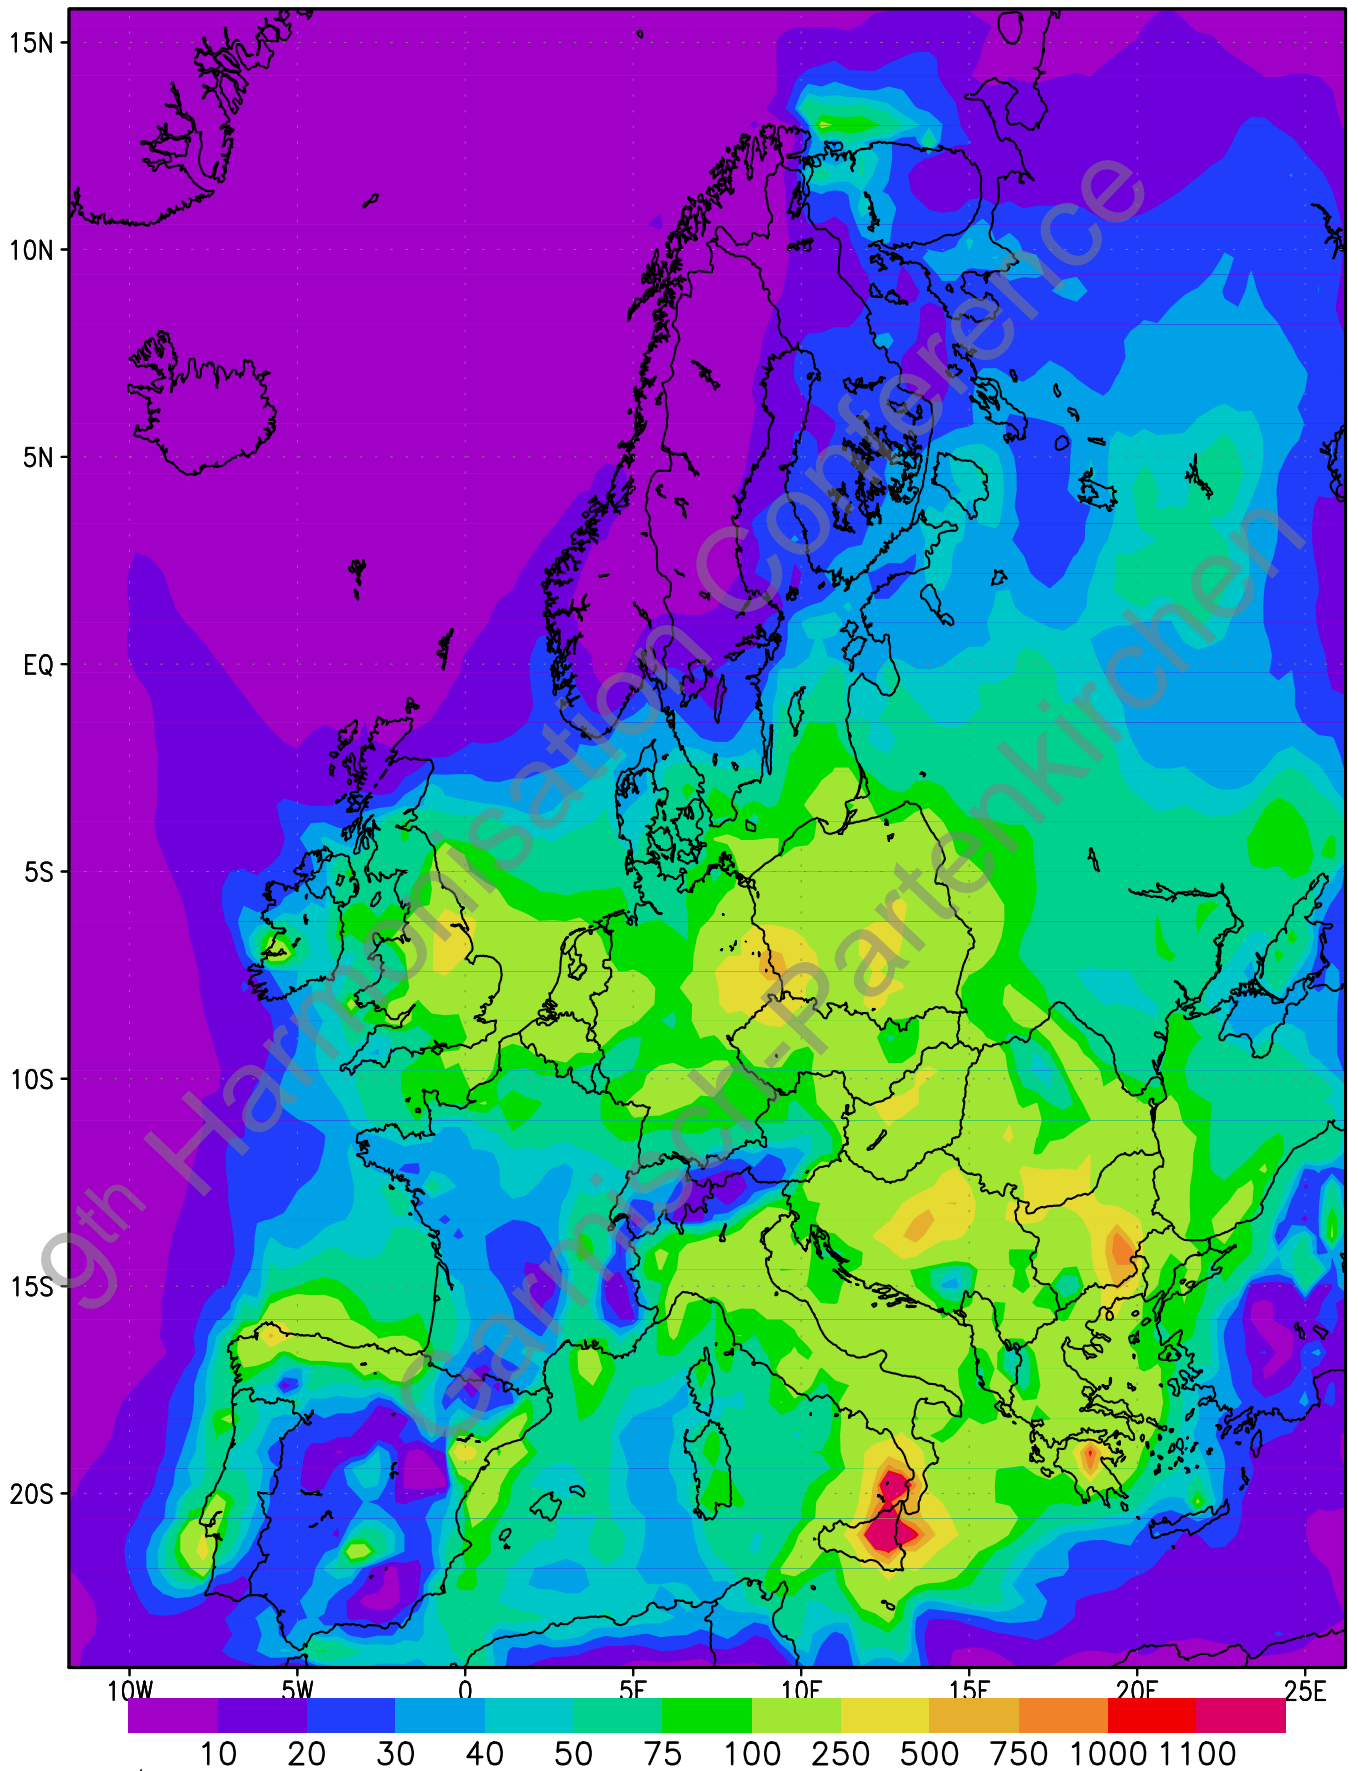 15N
10N
5N
EQ
5S
10S
15S
20S
10W 5W 0 5E 10E 15E 20E 25E
10 20 30 40 50 75 100 250 500 750 1000 1100
9th Harmonisation Conference
Garmisch-Partenkirchen